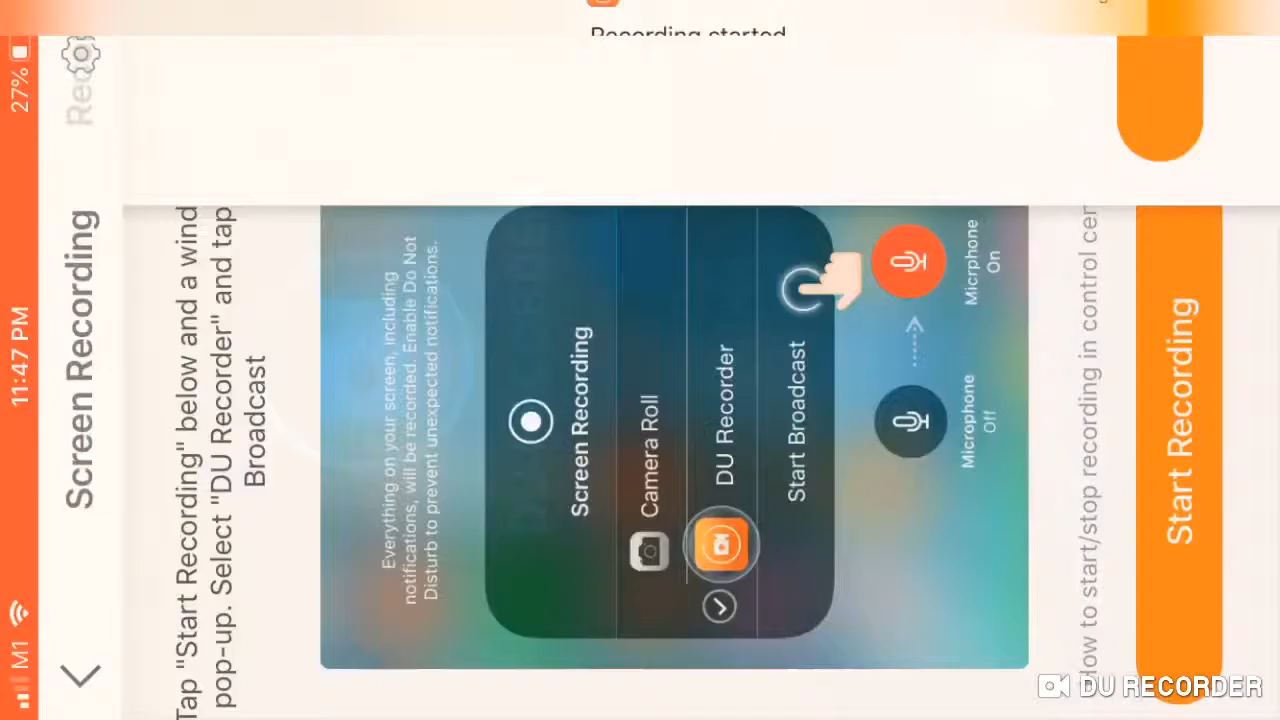 M1
11:47 PM
27%
Screen Recording
Rec
Recording started
Tap "Start Recording" below and a wind
pop-up. Select "DU Recorder" and tap
Broadcast
Everything on your screen, including
notifications, will be recorded. Enable Do Not
Disturb to prevent unexpected notifications.
Screen Recording
Camera Roll
DU Recorder
Start Broadcast
Microphone
Off
Micrphone
On
How to start/stop recording in control cen
Start Recording
DU RECORDER